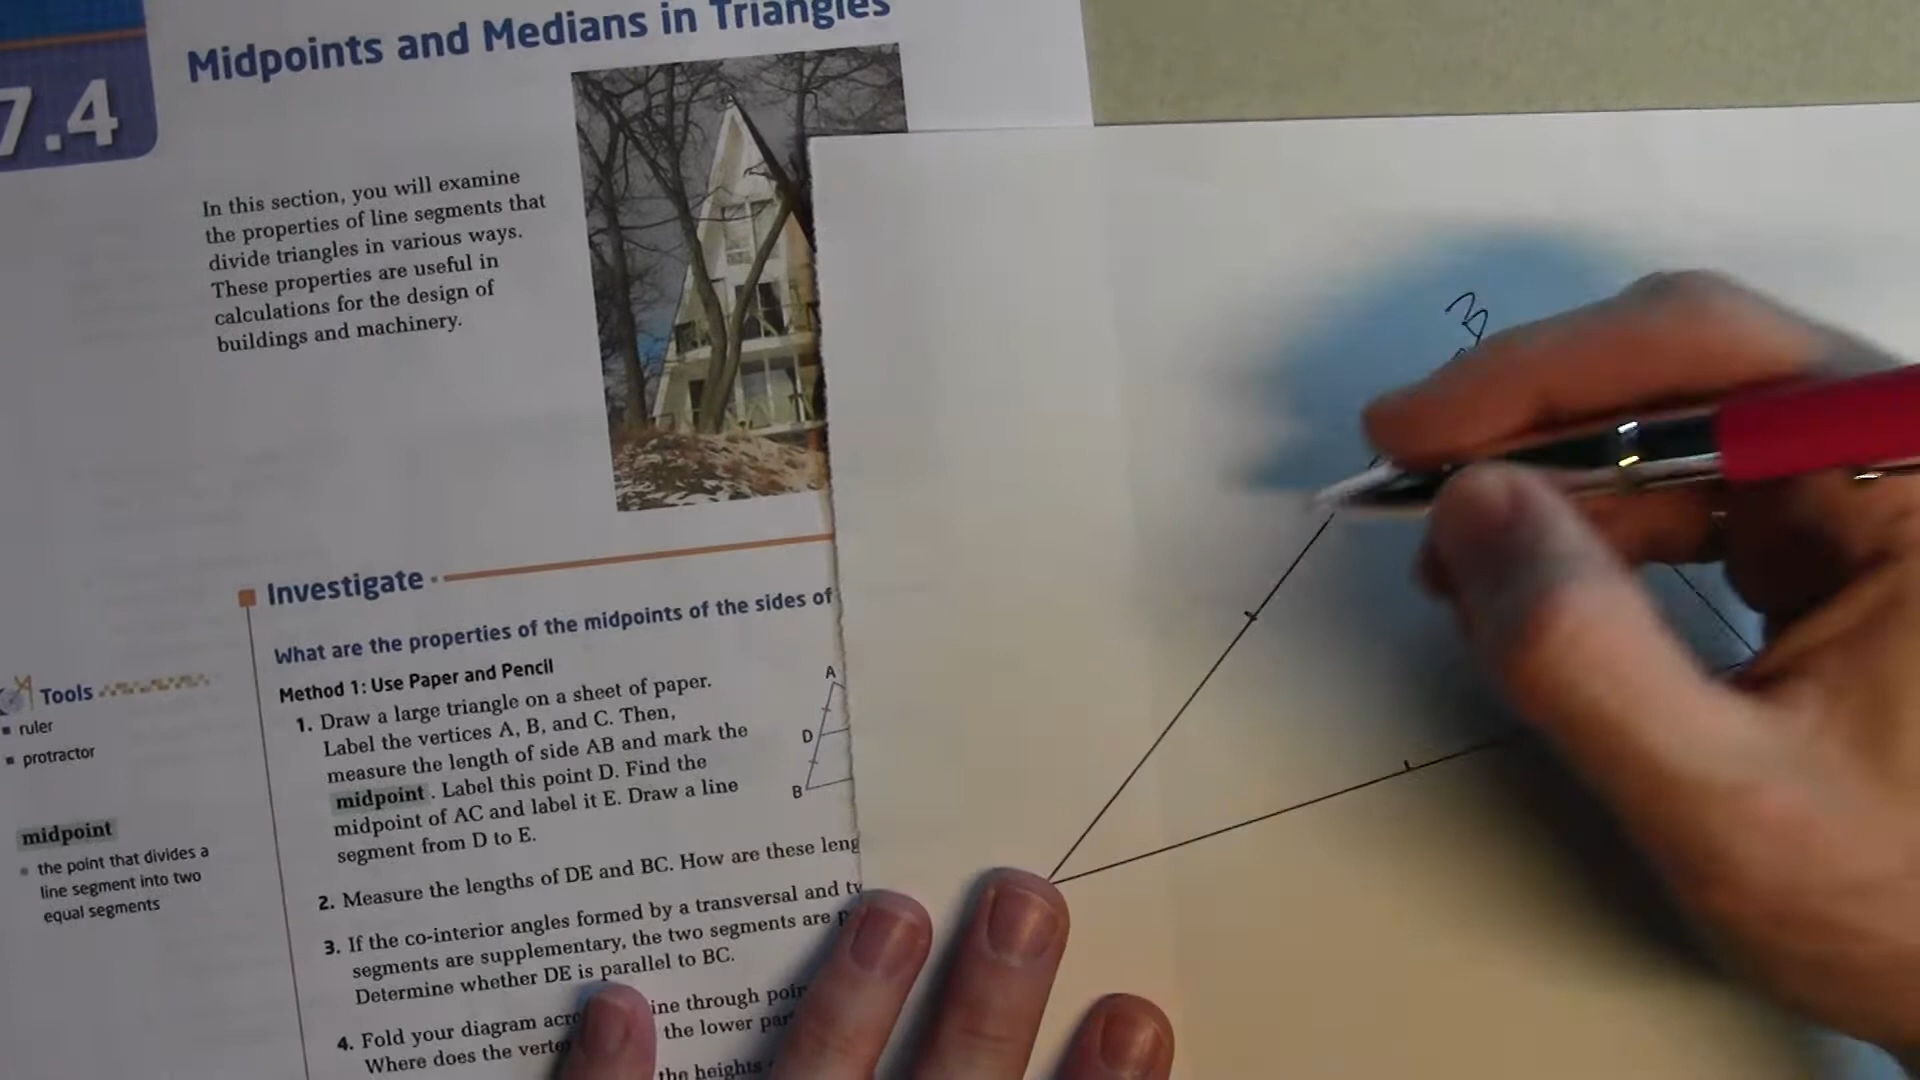 7.4
Midpoints and Medians in Triangles
In this section, you will examine
the properties of line segments that
divide triangles in various ways.
These properties are useful in
calculations for the design of
buildings and machinery.
Investigate
What are the properties of the midpoints of the sides of
Method 1: Use Paper and Pencil
1. Draw a large triangle on a sheet of paper.
Label the vertices A, B, and C. Then,
measure the length of side AB and mark the
midpoint. Label this point D. Find the
midpoint of AC and label it E. Draw a line
segment from D to E.
2. Measure the lengths of DE and BC. How are these
3. If the co-interior angles formed by a transversal and
segments are supplementary, the two segments are
Determine whether DE is parallel to BC.
4. Fold your diagram
through
Where does the
the lower
the heights
Tools
ruler
protractor
midpoint
the point that divides a
line segment into two
equal segments
A
D
B
B